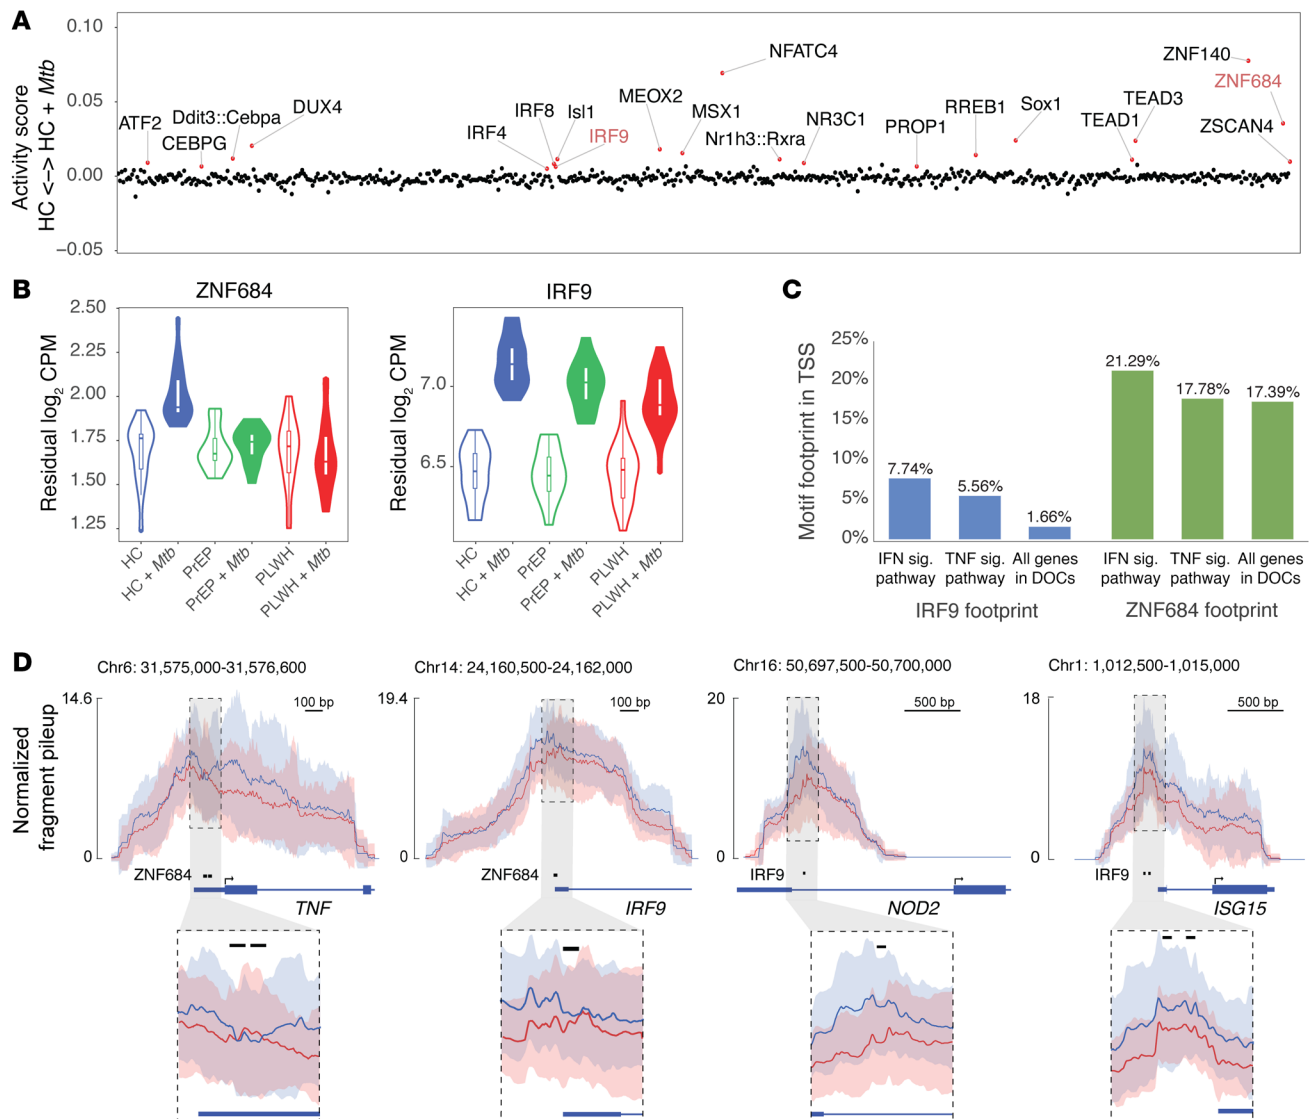 A
Activity score
HC <--> HC + Mtb
0.10
0.05
0.00
−0.05
ATF2
CEBPG
Ddit3::Cebpa
DUX4
IRF4
IRF8
Isl1
IRF9
MEOX2
MSX1
NFATC4
Nr1h3::Rxra
NR3C1
PROP1
RREB1
Sox1
TEAD1
TEAD3
ZNF140
ZNF684
ZSCAN4
B
ZNF684
Residual log2 CPM
2.50
2.25
2.00
1.75
1.50
1.25
HC
HC + Mtb
PrEP
PrEP + Mtb
PLWH
PLWH + Mtb
IRF9
Residual log2 CPM
7.0
6.5
HC
HC + Mtb
PrEP
PrEP + Mtb
PLWH
PLWH + Mtb
C
Motif footprint in TSS
25%
20%
15%
10%
5%
0%
7.74%
5.56%
1.66%
21.29%
17.78%
17.39%
IFN sig. pathway
TNF sig. pathway
All genes in DOCs
IFN sig. pathway
TNF sig. pathway
All genes in DOCs
IRF9 footprint
ZNF684 footprint
D
Normalized
fragment pileup
Chr6: 31,575,000-31,576,600
14.6
0
100 bp
ZNF684
TNF
Chr14: 24,160,500-24,162,000
19.4
0
100 bp
ZNF684
IRF9
Chr16: 50,697,500-50,700,000
20
0
500 bp
IRF9
NOD2
Chr1: 1,012,500-1,015,000
18
0
500 bp
IRF9
ISG15